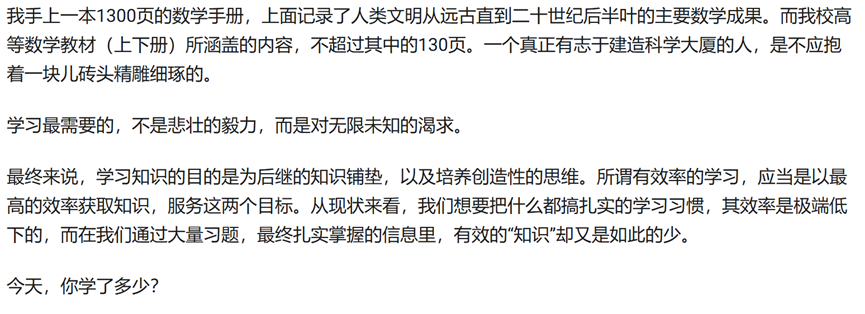 我手上一本1300页的数学手册，上面记录了人类文明从远古直到二十世纪后半叶的主要数学成果。而我校高
等数学教材（上下册）所涵盖的内容，不超过其中的130页。一个真正有志于建造科学大厦的人，是不应抱
着一块儿砖头精雕细琢的。
学习最需要的，不是悲壮的毅力，而是对无限未知的渴求。
最终来说，学习知识的目的是为后继的知识铺垫，以及培养创造性的思维。所谓有效率的学习，应当是以最
高的效率获取知识，服务这两个目标。从现状来看，我们想要把什么都搞扎实的学习习惯，其效率是极端低
下的，而在我们通过大量习题，最终扎实掌握的信息里，有效的“知识”却又是如此的少。
今天，你学了多少？